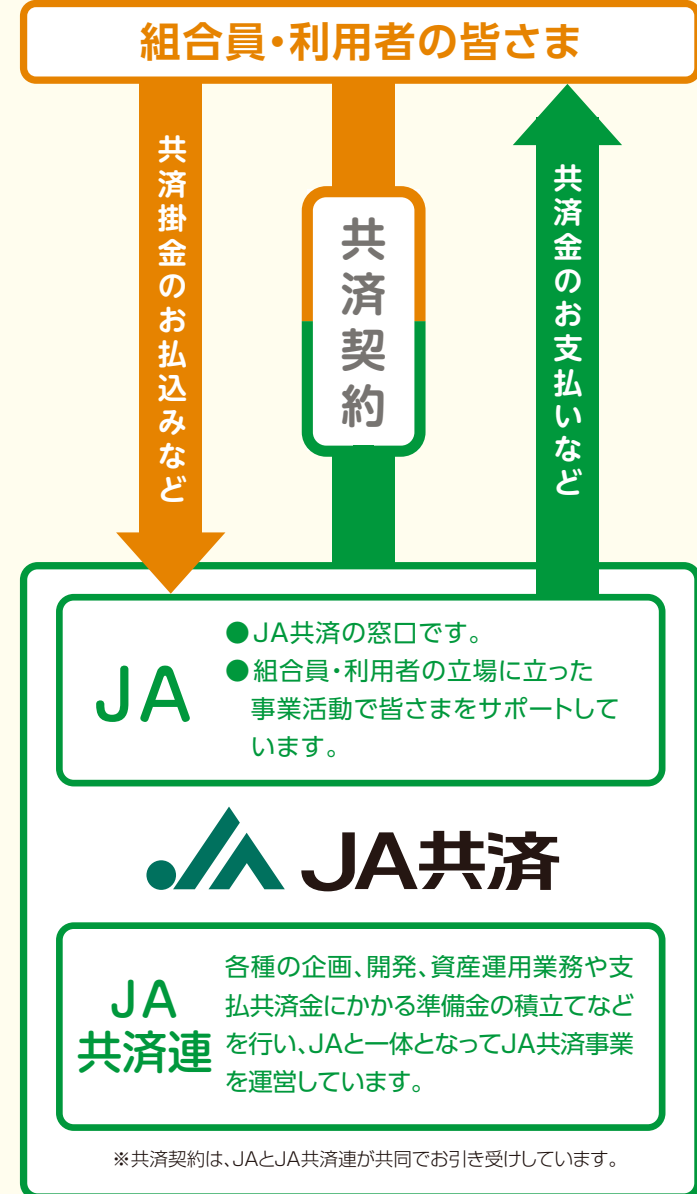 組合員・利用者の皆さま
共済掛金のお払込みなど
共済契約
共済金のお支払いなど
JA
●JA共済の窓口です。
●組合員・利用者の立場に立った
事業活動で皆さまをサポートして
います。
JA共済
JA
共済連
各種の企画、開発、資産運用業務や支
払共済金にかかる準備金の積立てなど
を行い、JAと一体となってJA共済事業
を運営しています。
※共済契約は、JAとJA共済連が共同でお引き受けしています。